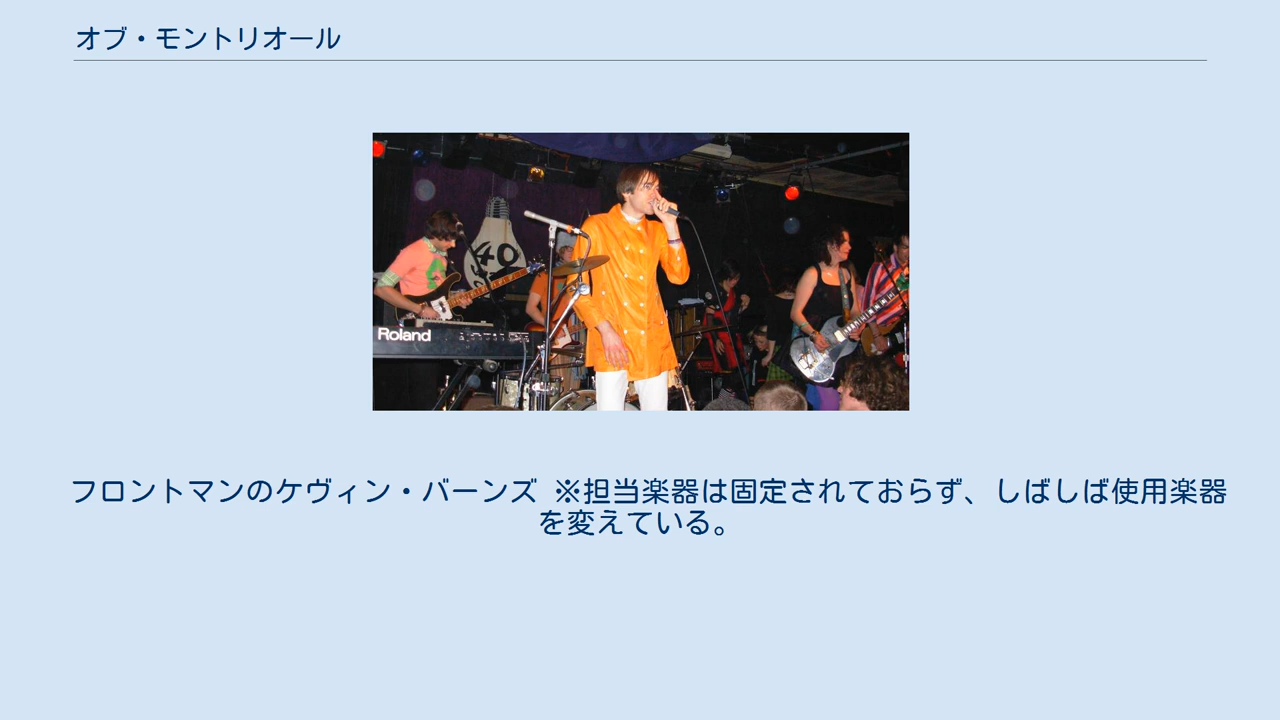 オブ・モントリオール
Roland
フロントマンのケヴィン・バーンズ ※担当楽器は固定されておらず、しばしば使用楽器
を変えている。